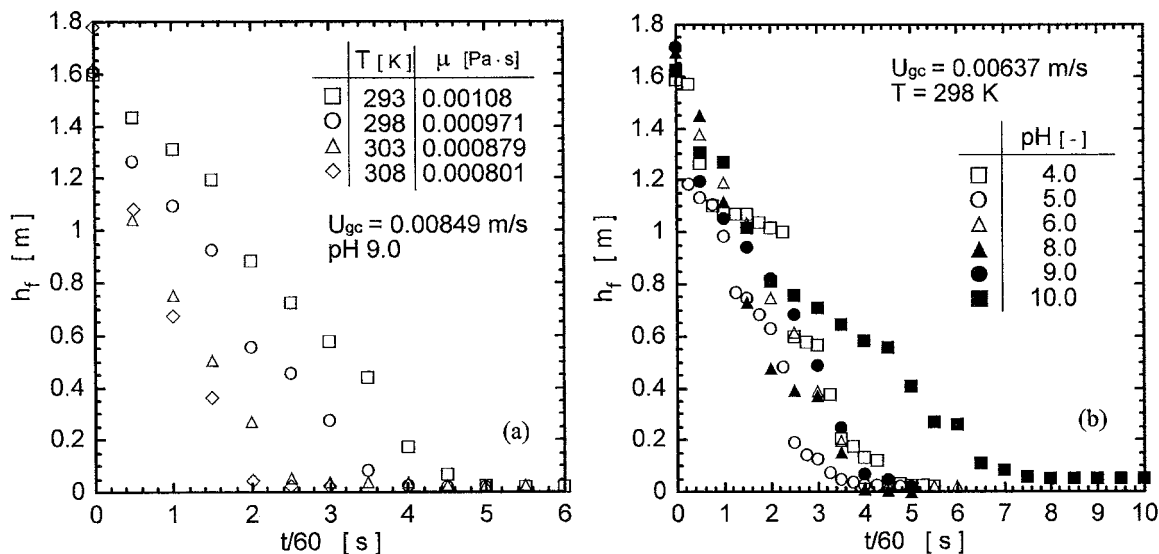 1.8
1.6
1.4
1.2
1
0.8
0.6
0.4
0.2
0
h_f [ m ]
T [ K ] μ [Pa · s]
□ 293 0.00108
○ 298 0.000971
△ 303 0.000879
◇ 308 0.000801
U_gc = 0.00849 m/s
pH 9.0
(a)
0 1 2 3 4 5 6
t/60 [ s ]
1.8
1.6
1.4
1.2
1
0.8
0.6
0.4
0.2
0
h_f [ m ]
U_gc = 0.00637 m/s
T = 298 K
pH [ - ]
□ 4.0
○ 5.0
△ 6.0
▲ 8.0
● 9.0
■ 10.0
(b)
0 1 2 3 4 5 6 7 8 9 10
t/60 [ s ]